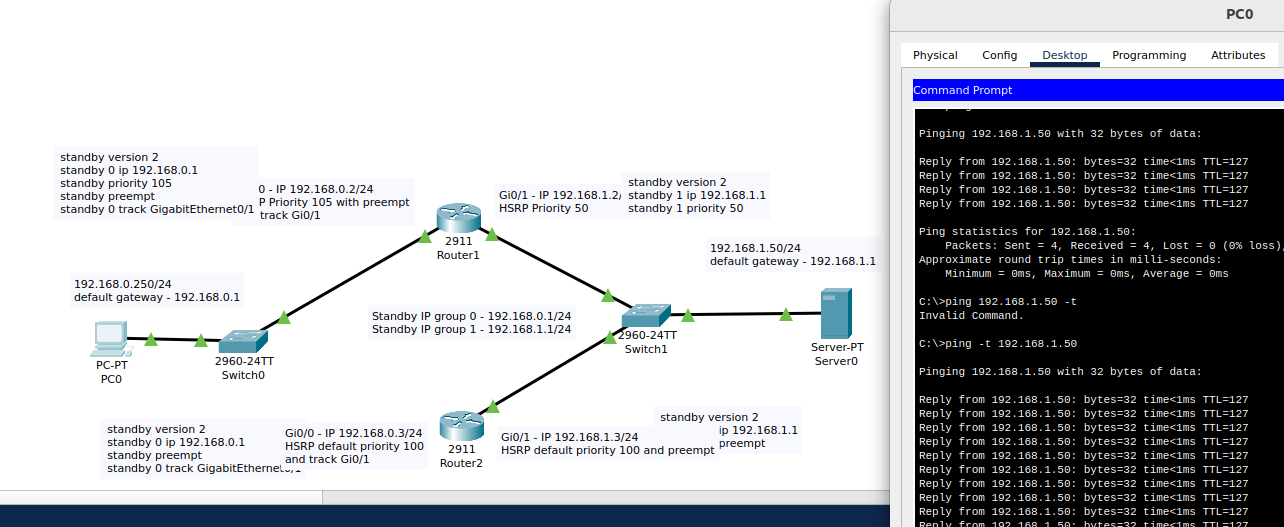 PC0
Physical Config Desktop Programming Attributes
Command Prompt
Pinging 192.168.1.50 with 32 bytes of data:
Reply from 192.168.1.50: bytes=32 time<1ms TTL=127
Reply from 192.168.1.50: bytes=32 time<1ms TTL=127
Reply from 192.168.1.50: bytes=32 time<1ms TTL=127
Reply from 192.168.1.50: bytes=32 time<1ms TTL=127
Ping statistics for 192.168.1.50:
Packets: Sent = 4, Received = 4, Lost = 0 (0% loss),
Approximate round trip times in milli-seconds:
Minimum = 0ms, Maximum = 0ms, Average = 0ms
C:\>ping 192.168.1.50 -t
Invalid Command.
C:\>ping -t 192.168.1.50
Pinging 192.168.1.50 with 32 bytes of data:
Reply from 192.168.1.50: bytes=32 time<1ms TTL=127
Reply from 192.168.1.50: bytes=32 time<1ms TTL=127
Reply from 192.168.1.50: bytes=32 time<1ms TTL=127
Reply from 192.168.1.50: bytes=32 time<1ms TTL=127
Reply from 192.168.1.50: bytes=32 time<1ms TTL=127
Reply from 192.168.1.50: bytes=32 time<1ms TTL=127
Reply from 192.168.1.50: bytes=32 time<1ms TTL=127
Reply from 192.168.1.50: bytes=32 time<1ms TTL=127
Reply from 192.168.1.50: bytes=32 time<1ms TTL=127
Reply from 192.168.1.50: bytes=32 time<1ms TTL=127
standby version 2
standby 0 ip 192.168.0.1
standby priority 105
standby preempt
standby 0 track GigabitEthernet0/1
0 - IP 192.168.0.2/24
P Priority 105 with preempt
track Gi0/1
Gi0/1 - IP 192.168.1.2/
HSRP Priority 50
standby version 2
standby 1 ip 192.168.1.1
standby 1 priority 50
2911
Router1
192.168.1.50/24
default gateway - 192.168.1.1
192.168.0.250/24
default gateway - 192.168.0.1
Standby IP group 0 - 192.168.0.1/24
Standby IP group 1 - 192.168.1.1/24
PC-PT
PC0
2960-24TT
Switch0
2960-24TT
Switch1
Server-PT
Server0
standby version 2
standby 0 ip 192.168.0.1
standby preempt
standby 0 track GigabitEthernet0/1
Gi0/0 - IP 192.168.0.3/24
HSRP default priority 100
and track Gi0/1
2911
Router2
Gi0/1 - IP 192.168.1.3/24
HSRP default priority 100 and preempt
standby version 2
ip 192.168.1.1
preempt